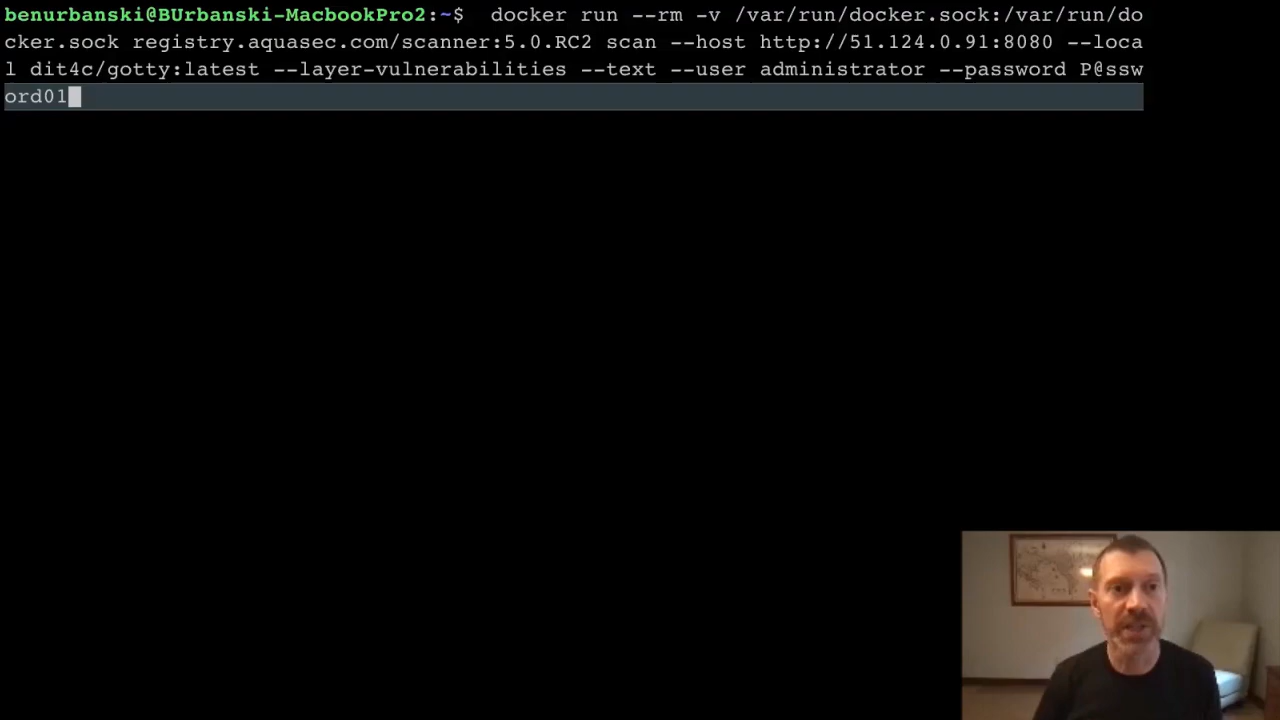 benurbanski@BUrbanski-MacbookPro2:~$  docker run --rm -v /var/run/docker.sock:/var/run/do
cker.sock registry.aquasec.com/scanner:5.0.RC2 scan --host http://51.124.0.91:8080 --loca
l dit4c/gotty:latest --layer-vulnerabilities --text --user administrator --password P@ssw
ord01